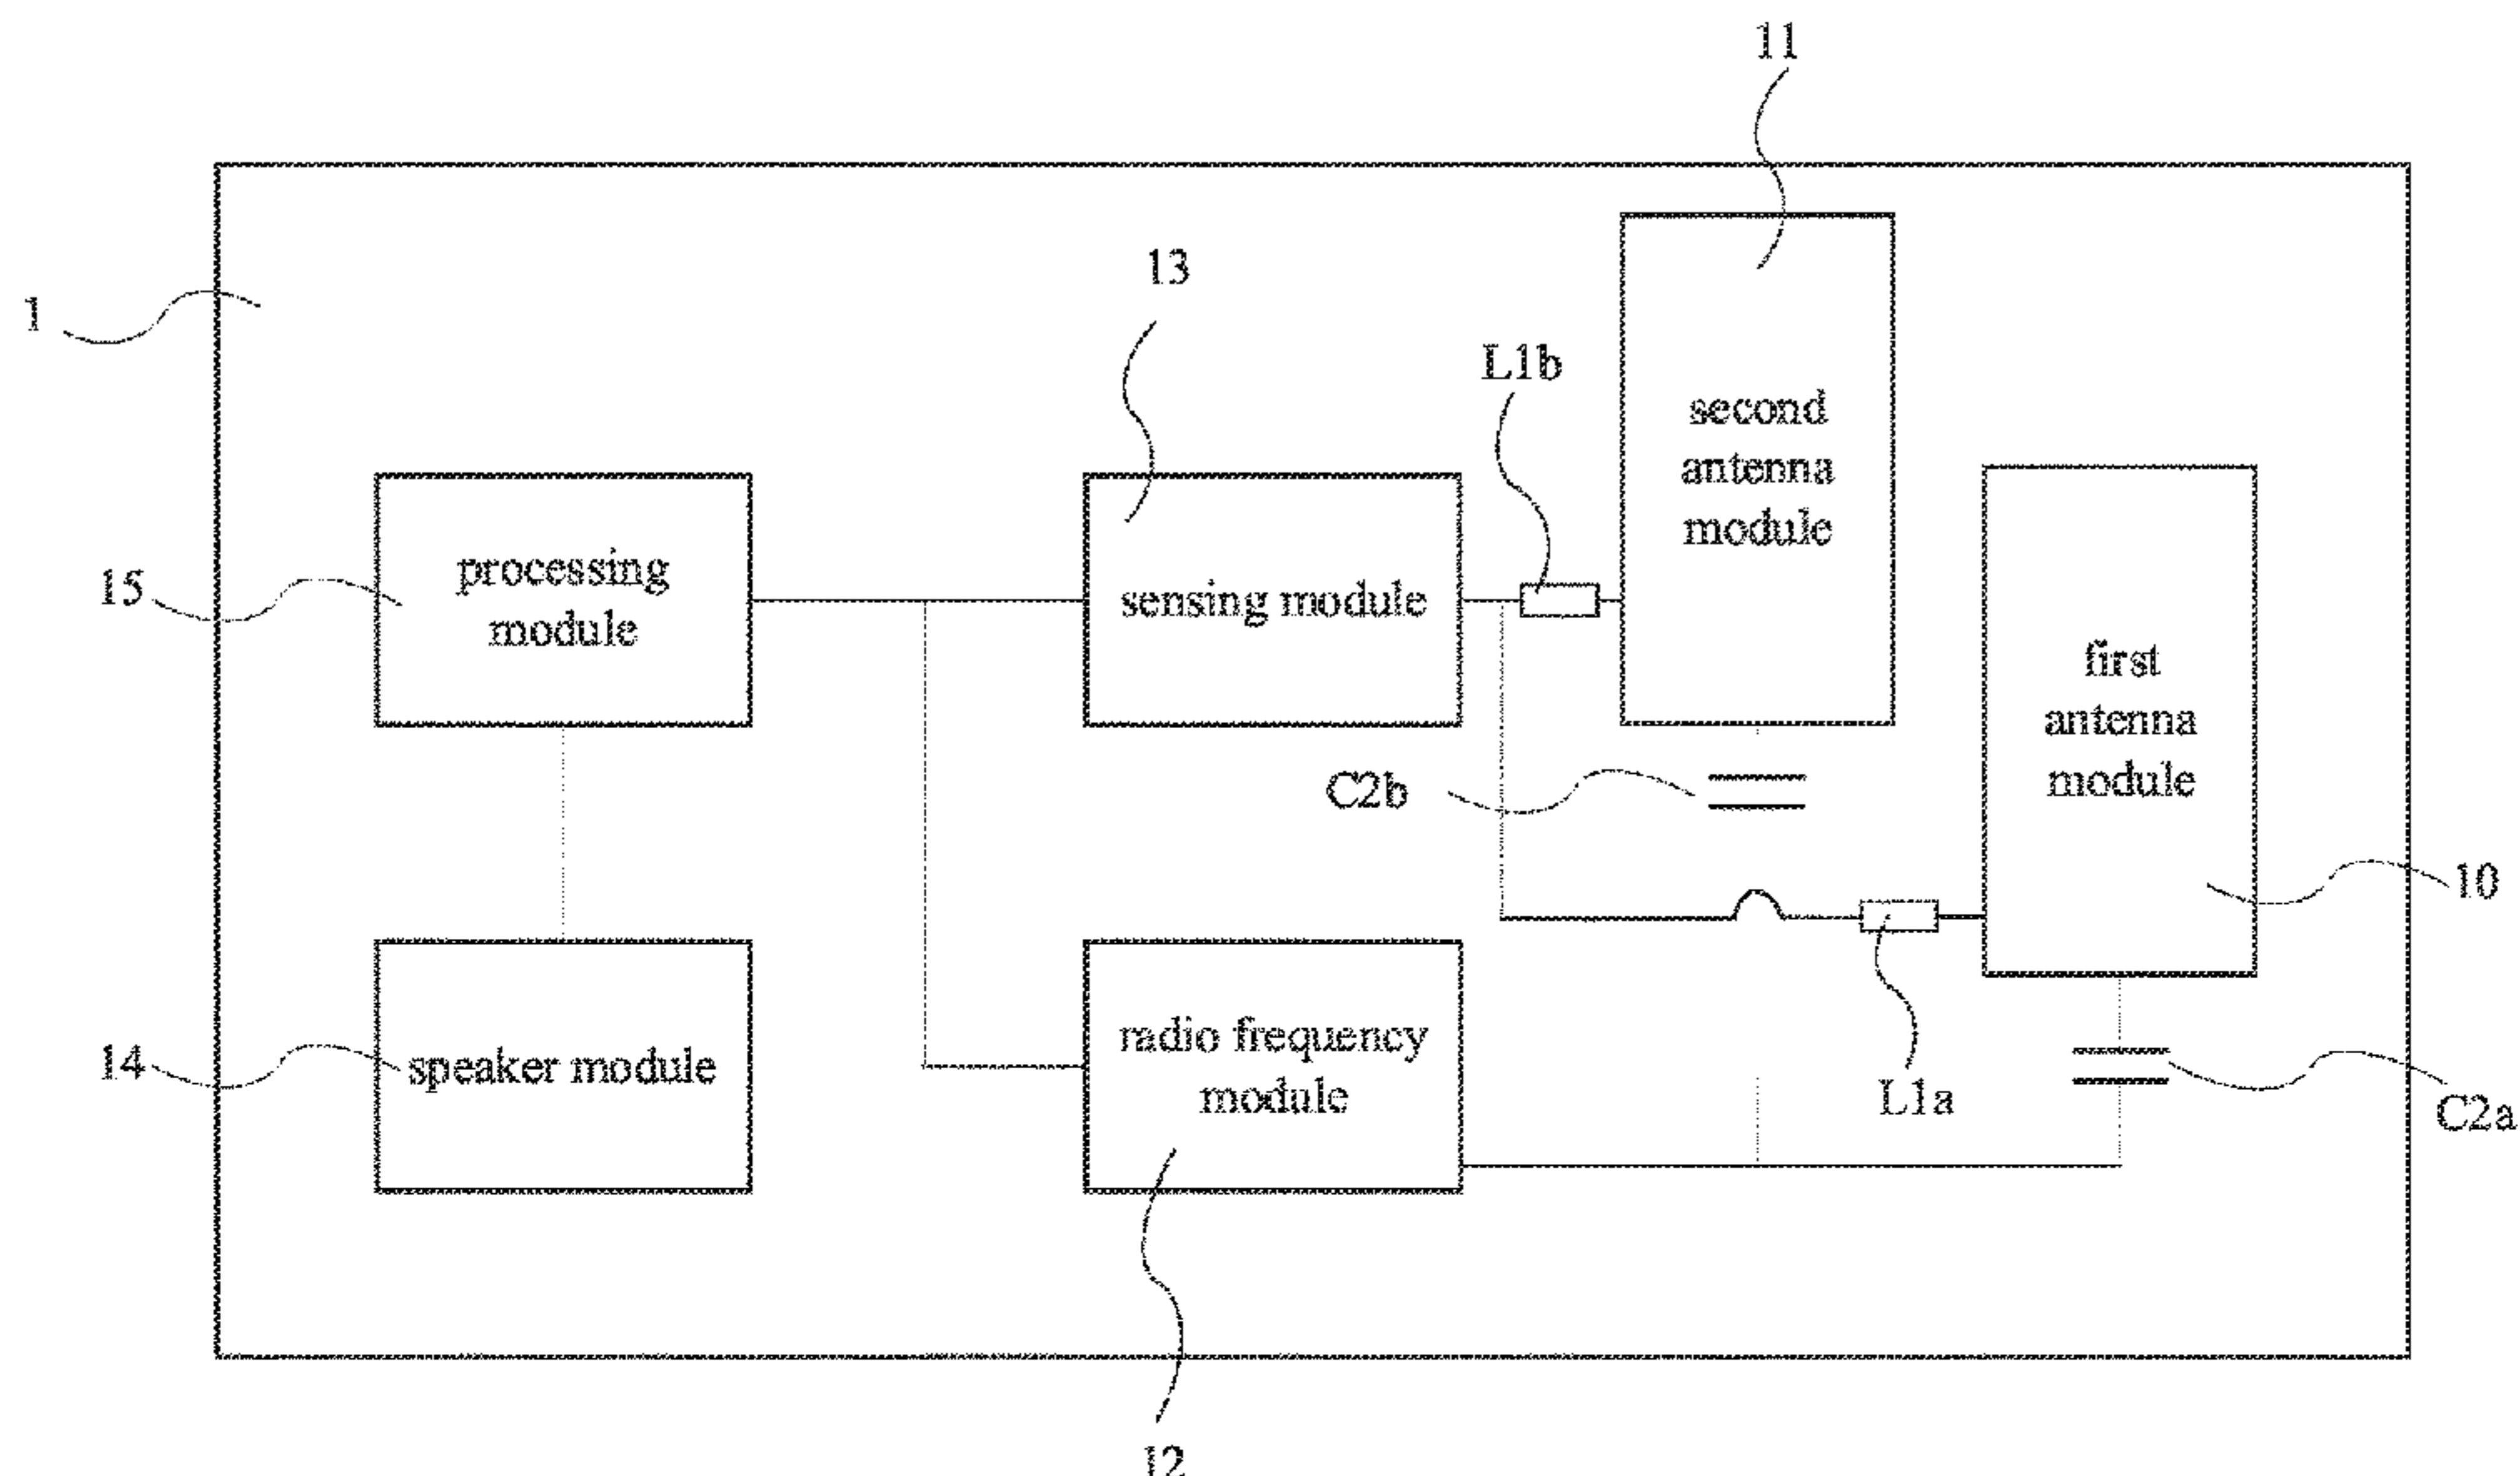 11
13
1
L1b
second
antenna
module
processing
module
15
sensing module
first
antenna
module
C2b
10
radio frequency
module
14
speaker module
L1a
C2a
12